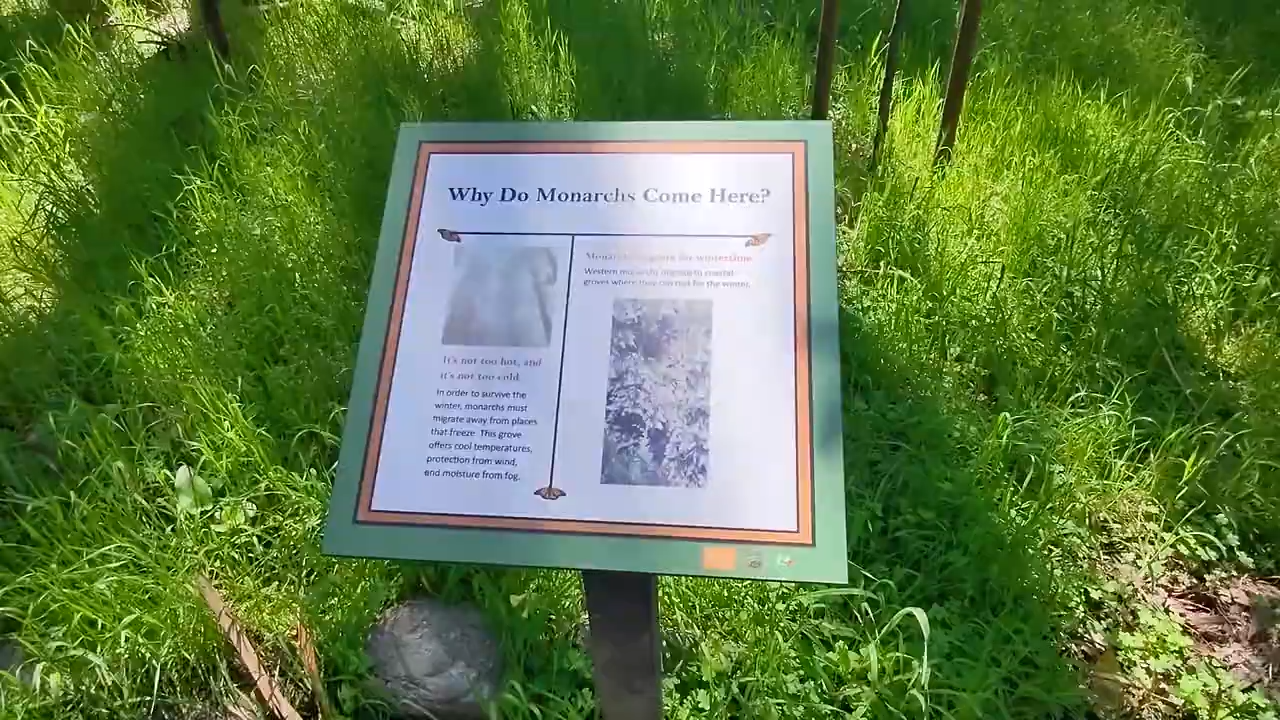 Why Do Monarchs Come Here?
It's not too hot, and
it's not too cold.
In order to survive the
winter, monarchs must
migrate away from places
that freeze. This grove
offers cool temperatures,
protection from wind,
and moisture from fog.
Monarchs migrate for wintertime.
Western monarchs migrate to coastal
groves where they can rest for the winter.